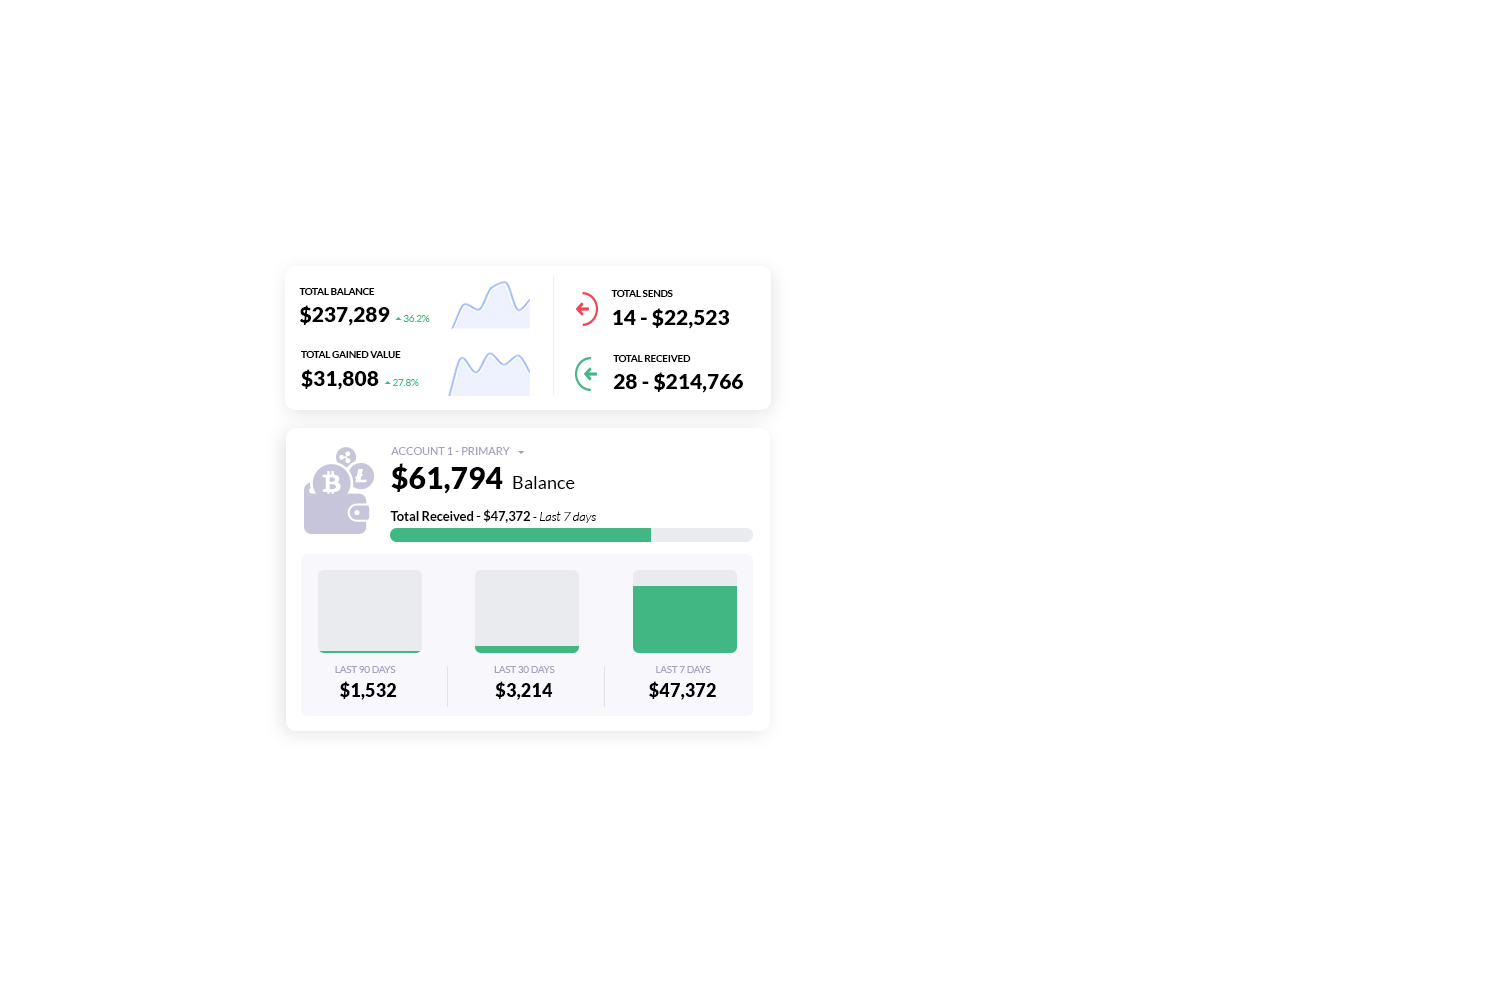 TOTAL BALANCE
$237,289 36.2%
TOTAL GAINED VALUE
$31,808 27.8%
TOTAL SENDS
14 - $22,523
TOTAL RECEIVED
28 - $214,766
ACCOUNT 1 - PRIMARY
$61,794 Balance
Total Received - $47,372 - Last 7 days
LAST 90 DAYS
$1,532
LAST 30 DAYS
$3,214
LAST 7 DAYS
$47,372